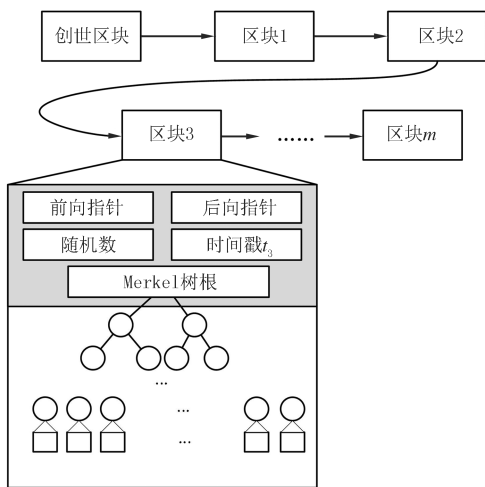 创世区块 区块1 区块2
区块3 …… 区块m
前向指针 后向指针
随机数 时间戳t₃
Merkel树根
...
...
...